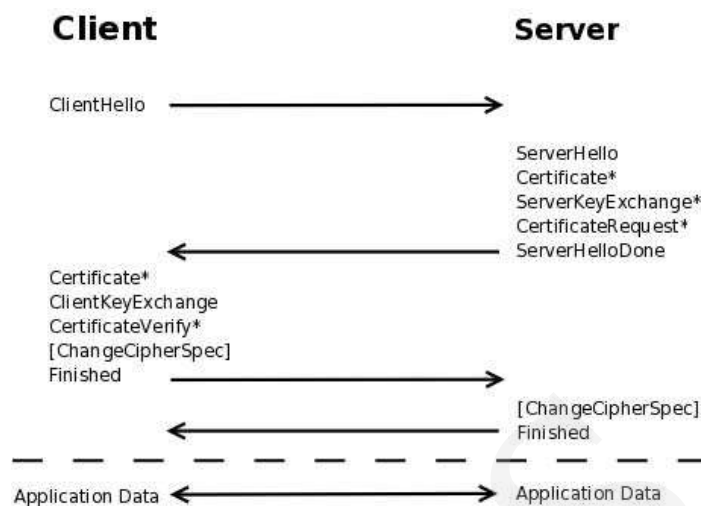 Client Server
ClientHello
ServerHello
Certificate*
ServerKeyExchange*
CertificateRequest*
ServerHelloDone
Certificate*
ClientKeyExchange
CertificateVerify*
[ChangeCipherSpec]
Finished
[ChangeCipherSpec]
Finished
Application Data Application Data